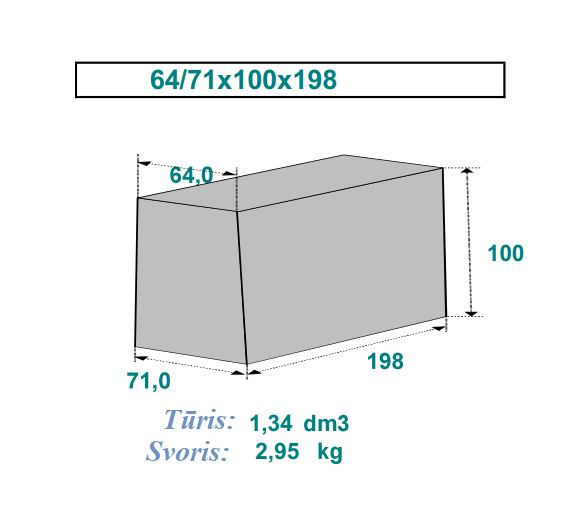 64/71x100x198
64,0
100
198
71,0
Tūris: 1,34 dm3
Svoris: 2,95 kg